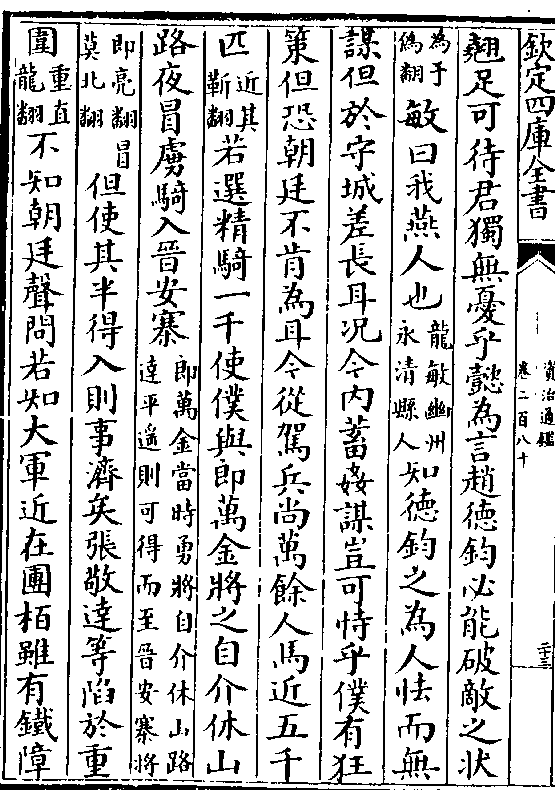 欽定四庫全書
資治通鑑
卷二百八十
二十三
翹足可待君獨無憂乎懿為言趙德鈞必能破敵之狀
為于
偽翻
敏曰我燕人也
龍敏幽州
永清縣人
知德鈞之為人怯而無
謀但於守城差長耳况今内蓄姦謀豈可恃乎僕有狂
策但恐朝廷不肯為耳今從駕兵尚萬餘人馬近五千
匹
近其
靳翻
若選精騎一千使僕與郎萬金將之自介休山
路夜冒虜騎入晉安寨
郎萬金當時勇將自介休山路
達平遥則可得而至晉安寨將
即亮翻冒
莫北翻
但使其半得入則事濟矣張敬達等陷於重
圍
重直
龍翻
不知朝廷聲問若知大軍近在團栢雖有鐵障